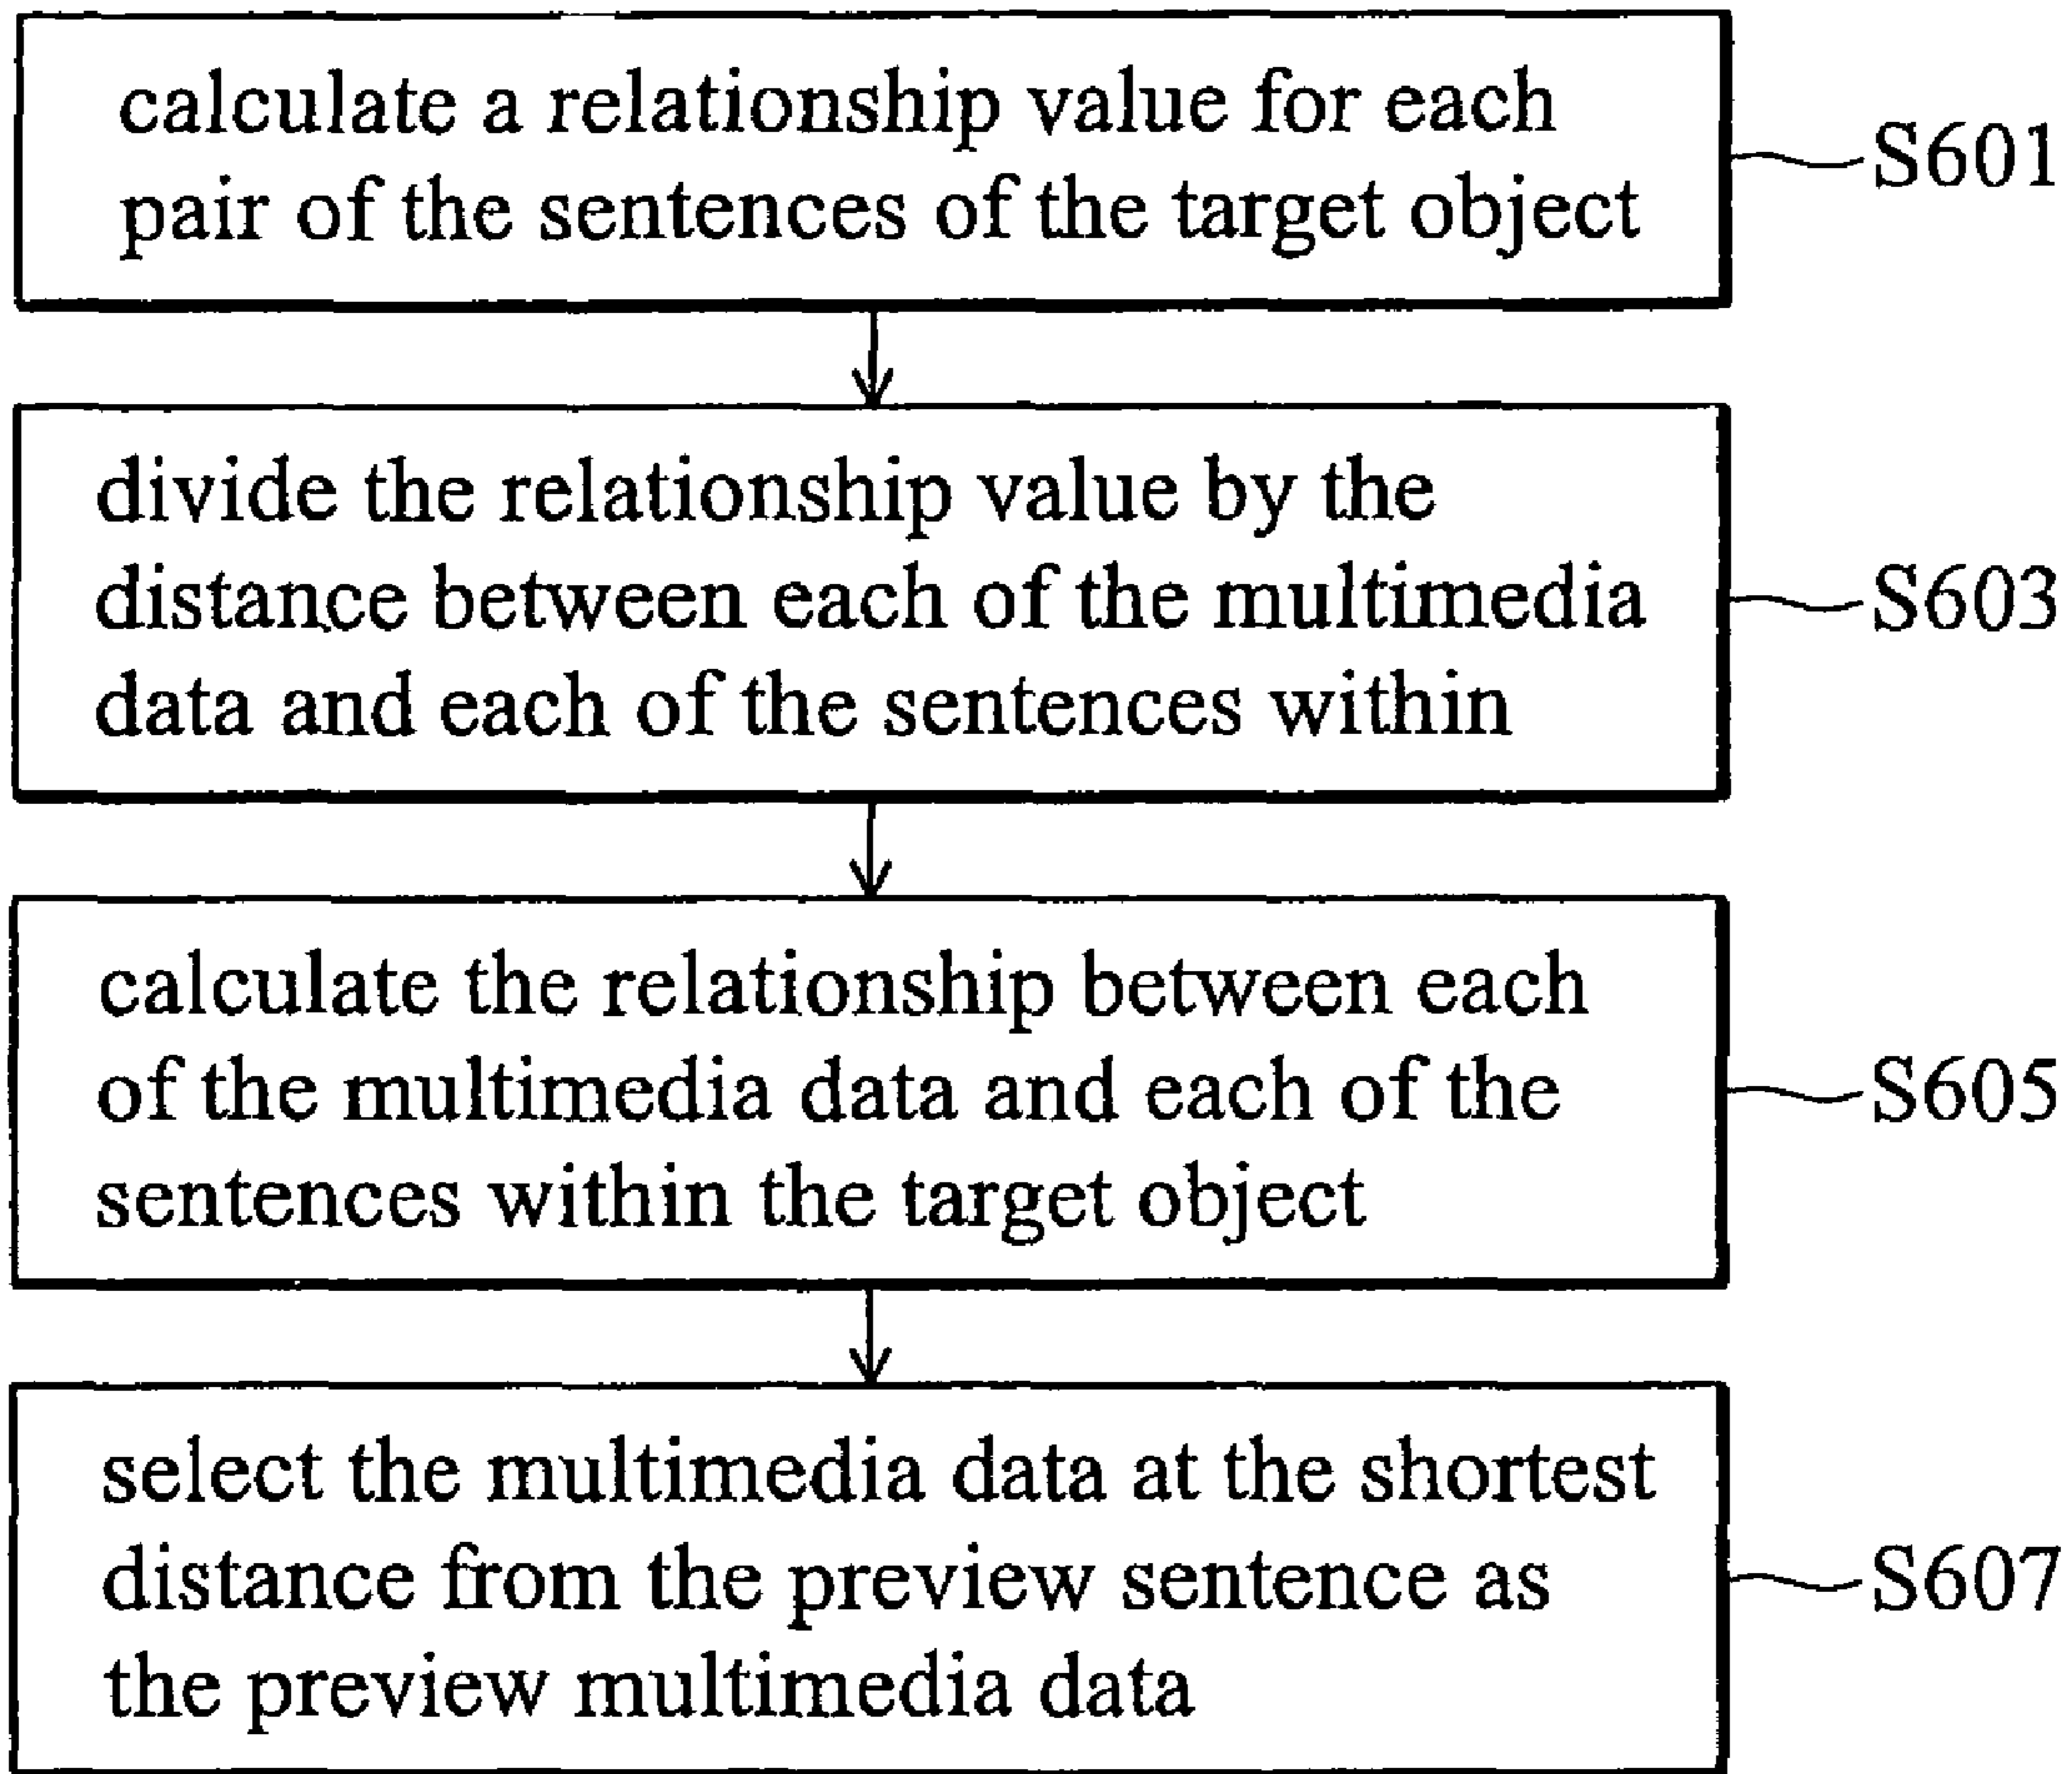 calculate a relationship value for each
pair of the sentences of the target object
S601
divide the relationship value by the
distance between each of the multimedia
data and each of the sentences within
S603
calculate the relationship between each
of the multimedia data and each of the
sentences within the target object
S605
select the multimedia data at the shortest
distance from the preview sentence as
the preview multimedia data
S607